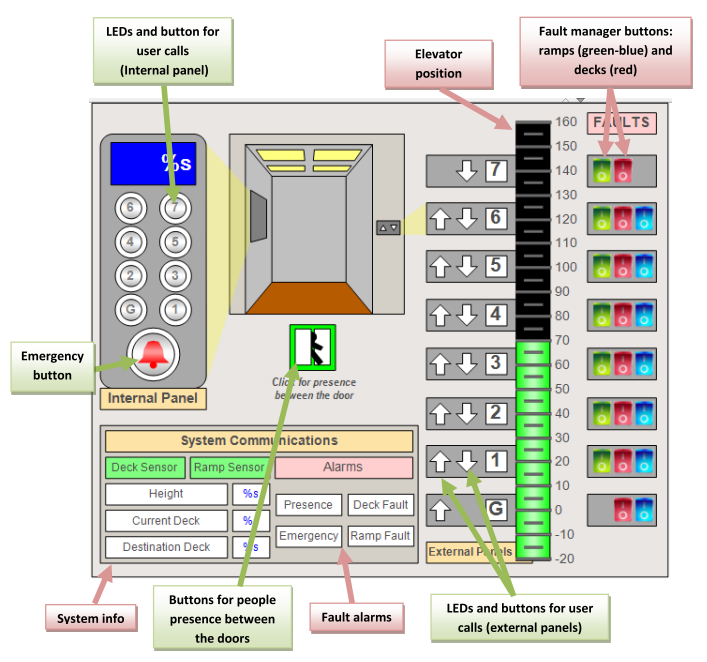 LEDs and button for
user calls
(Internal panel)
Elevator
position
Fault manager buttons:
ramps (green-blue) and
decks (red)
%s
6 7
4 5
2 3
G 1
Emergency
button
Internal Panel
Click for presence
between the door
7
6
5
4
3
2
1
G
External Panels
160
150
140
130
120
110
100
90
80
70
60
50
40
30
20
10
0
-10
-20
FAULTS
System Communications
Deck Sensor Ramp Sensor Alarms
Height %s
Current Deck %
Destination Deck %s
Presence Deck Fault
Emergency Ramp Fault
System info
Buttons for people
presence between
the doors
Fault alarms
LEDs and buttons for user
calls (external panels)